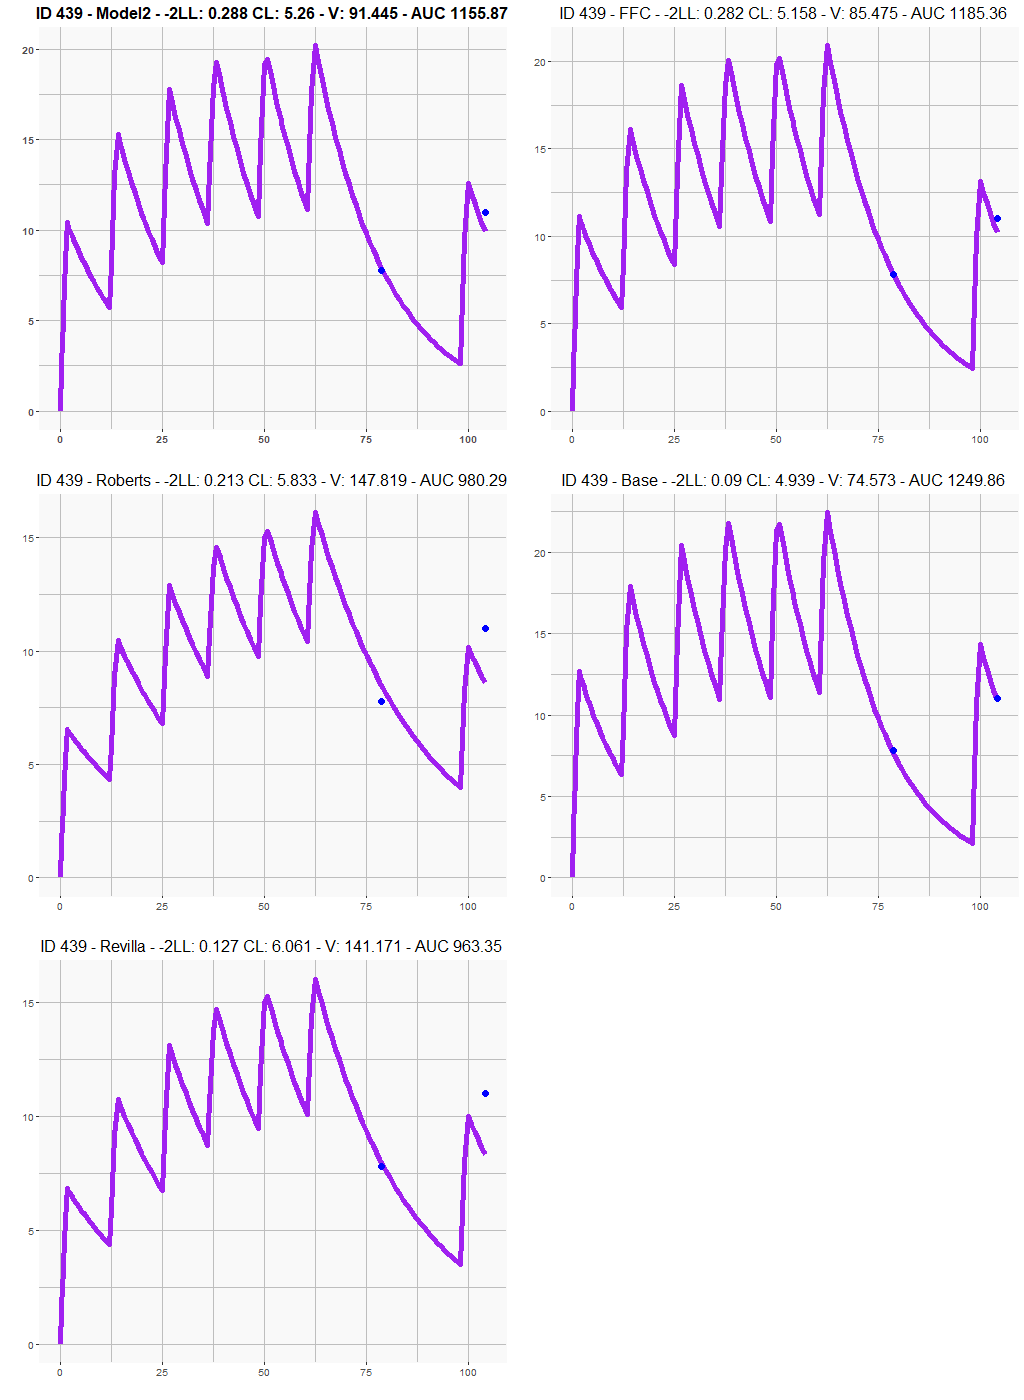 ID 439 - Model2 - -2LL: 0.288 CL: 5.26 - V: 91.445 - AUC 1155.87
20
15
10
5
0
0 25 50 75 100
ID 439 - FFC - -2LL: 0.282 CL: 5.158 - V: 85.475 - AUC 1185.36
20
15
10
5
0
0 25 50 75 100
ID 439 - Roberts - -2LL: 0.213 CL: 5.833 - V: 147.819 - AUC 980.29
15
10
5
0
0 25 50 75 100
ID 439 - Base - -2LL: 0.09 CL: 4.939 - V: 74.573 - AUC 1249.86
20
15
10
5
0
0 25 50 75 100
ID 439 - Revilla - -2LL: 0.127 CL: 6.061 - V: 141.171 - AUC 963.35
15
10
5
0
0 25 50 75 100